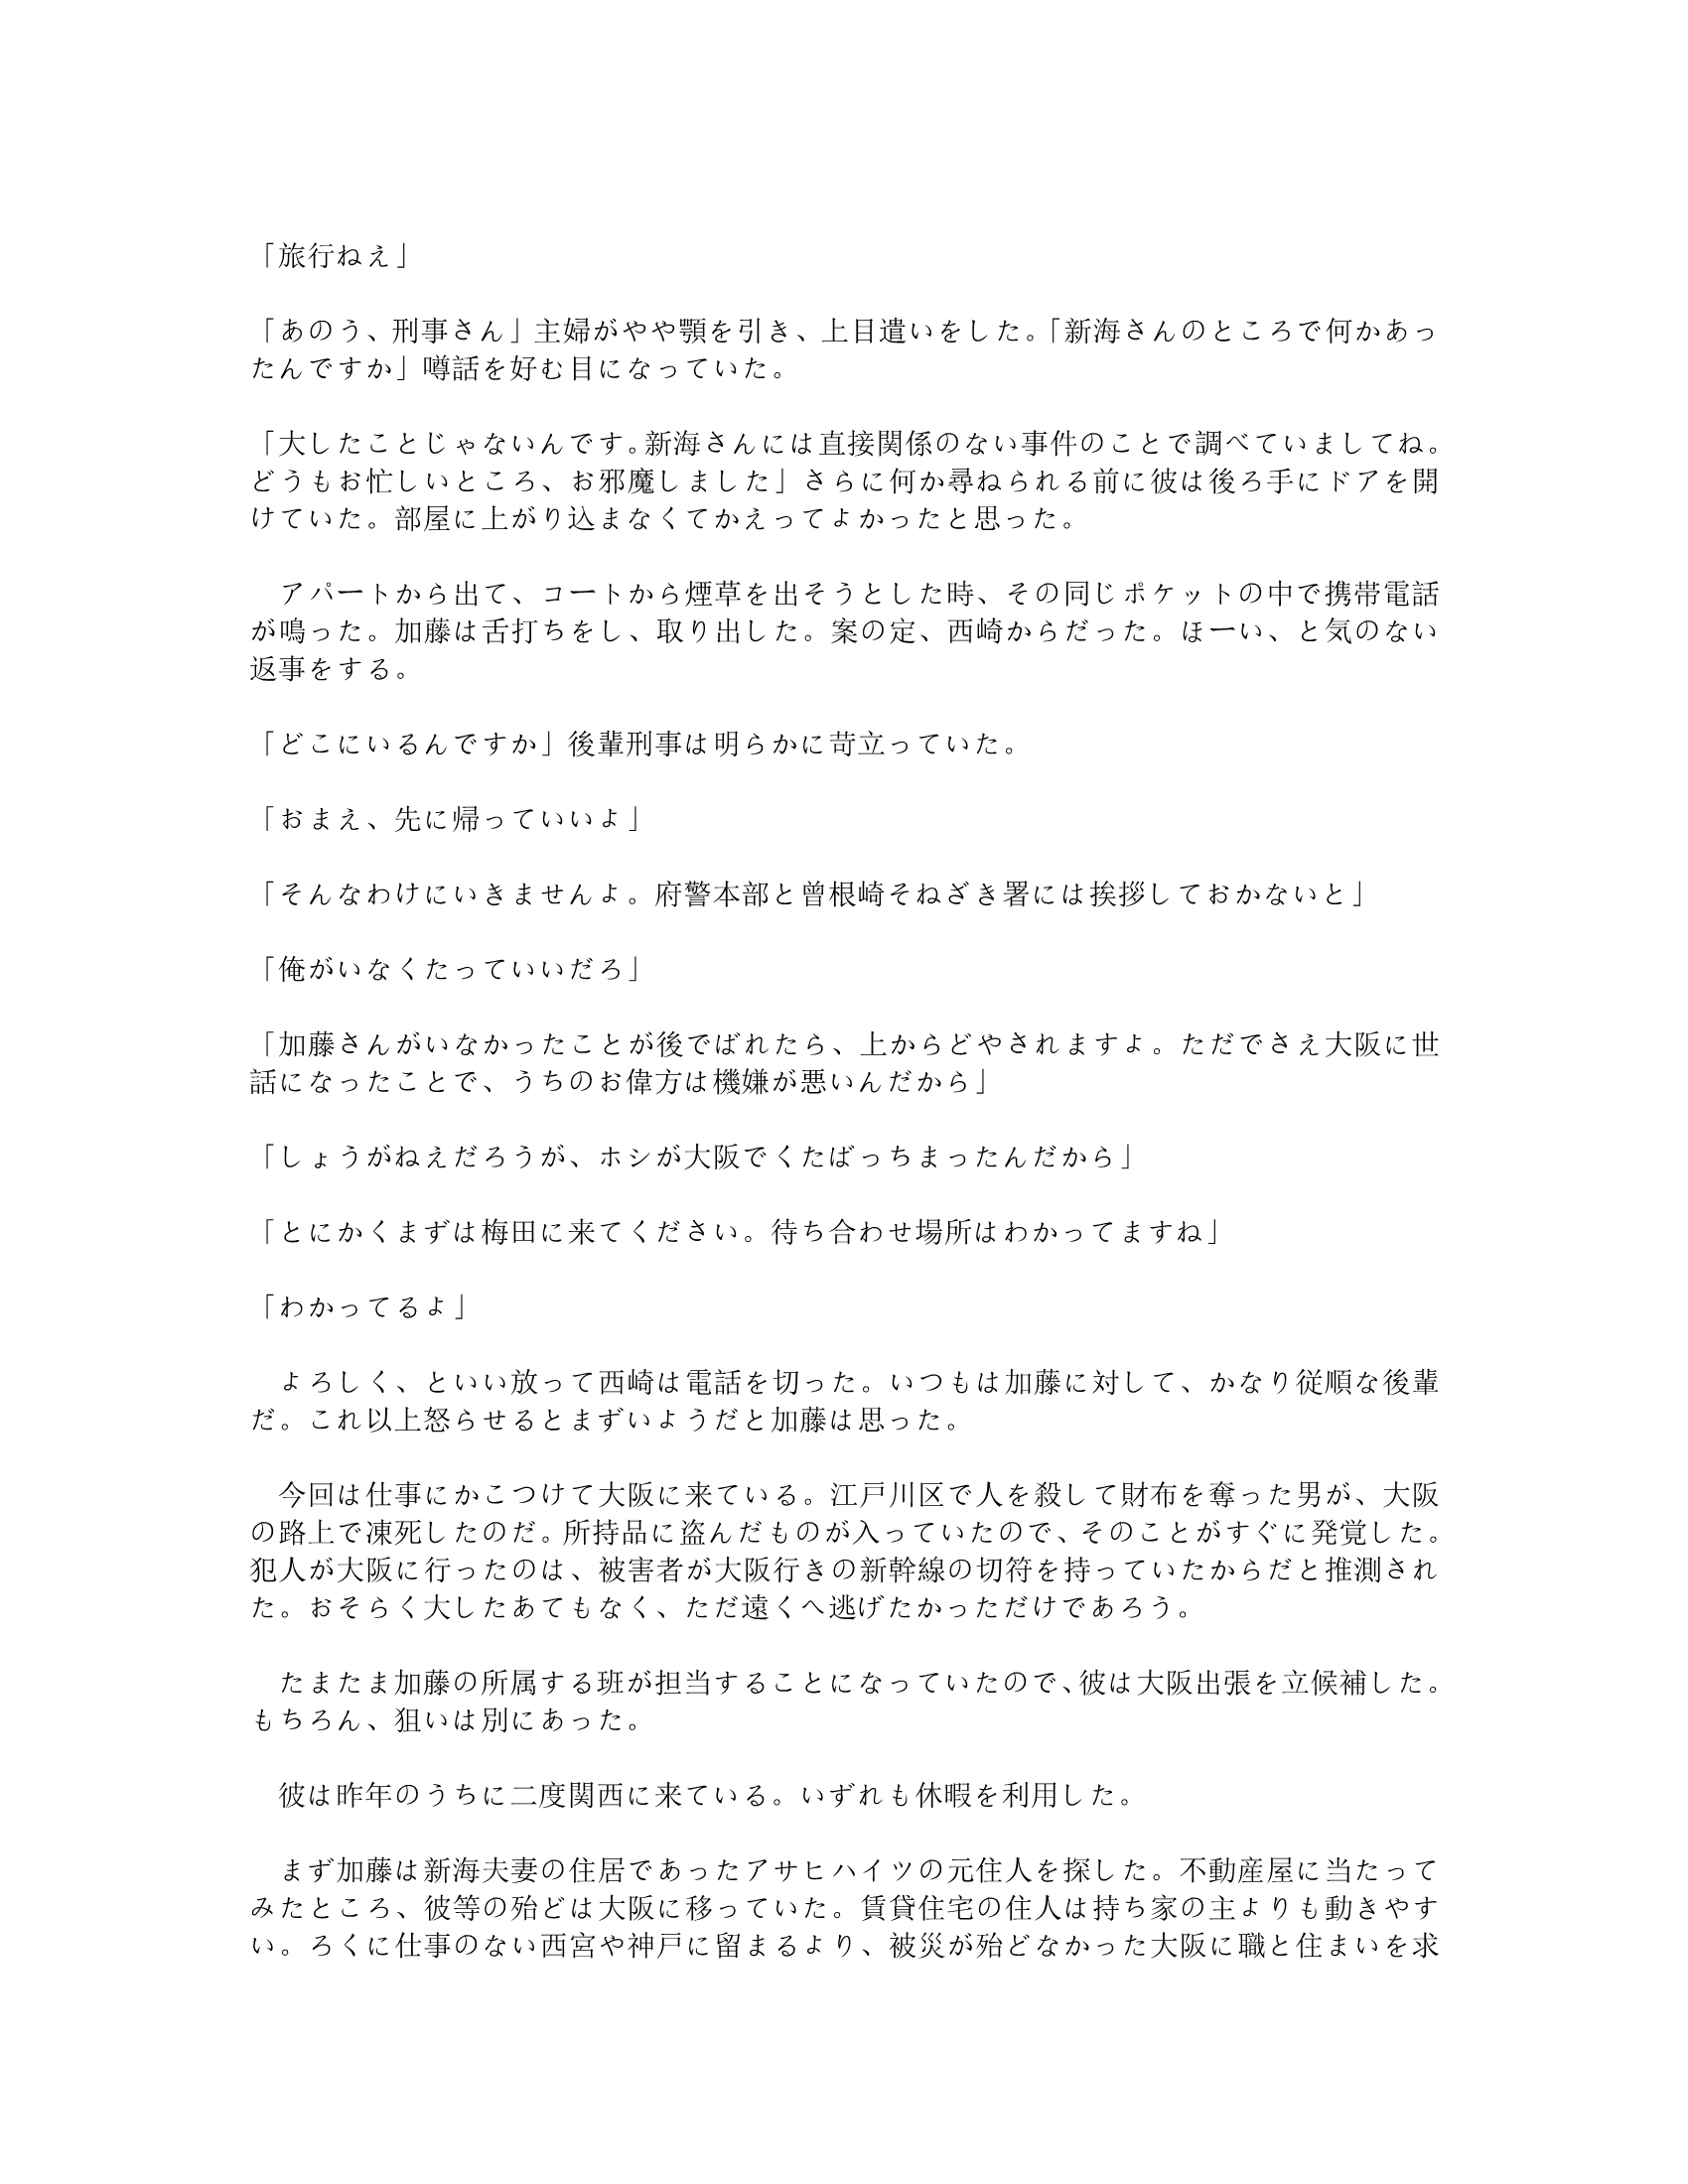 「旅行ねえ」
「あのう、刑事さん」主婦がやや顎を引き、上目遣いをした。「新海さんのところで何かあっ
たんですか」噂話を好む目になっていた。
「大したことじゃないんです。新海さんには直接関係のない事件のことで調べていましてね。
どうもお忙しいところ、お邪魔しました」さらに何か尋ねられる前に彼は後ろ手にドアを開
けていた。部屋に上がり込まなくてかえってよかったと思った。
　アパートから出て、コートから煙草を出そうとした時、その同じポケットの中で携帯電話
が鳴った。加藤は舌打ちをし、取り出した。案の定、西崎からだった。ほーい、と気のない
返事をする。
「どこにいるんですか」後輩刑事は明らかに苛立っていた。
「おまえ、先に帰っていいよ」
「そんなわけにいきませんよ。府警本部と曾根崎そねざき署には挨拶しておかないと」
「俺がいなくたっていいだろ」
「加藤さんがいなかったことが後でばれたら、上からどやされますよ。ただでさえ大阪に世
話になったことで、うちのお偉方は機嫌が悪いんだから」
「しょうがねえだろうが、ホシが大阪でくたばっちまったんだから」
「とにかくまずは梅田に来てください。待ち合わせ場所はわかってますね」
「わかってるよ」
　よろしく、といい放って西崎は電話を切った。いつもは加藤に対して、かなり従順な後輩
だ。これ以上怒らせるとまずいようだと加藤は思った。
　今回は仕事にかこつけて大阪に来ている。江戸川区で人を殺して財布を奪った男が、大阪
の路上で凍死したのだ。所持品に盗んだものが入っていたので、そのことがすぐに発覚した。
犯人が大阪に行ったのは、被害者が大阪行きの新幹線の切符を持っていたからだと推測され
た。おそらく大したあてもなく、ただ遠くへ逃げたかっただけであろう。
　たまたま加藤の所属する班が担当することになっていたので、彼は大阪出張を立候補した。
もちろん、狙いは別にあった。
　彼は昨年のうちに二度関西に来ている。いずれも休暇を利用した。
　まず加藤は新海夫妻の住居であったアサヒハイツの元住人を探した。不動産屋に当たって
みたところ、彼等の殆どは大阪に移っていた。賃貸住宅の住人は持ち家の主よりも動きやす
い。ろくに仕事のない西宮や神戸に留まるより、被災が殆どなかった大阪に職と住まいを求